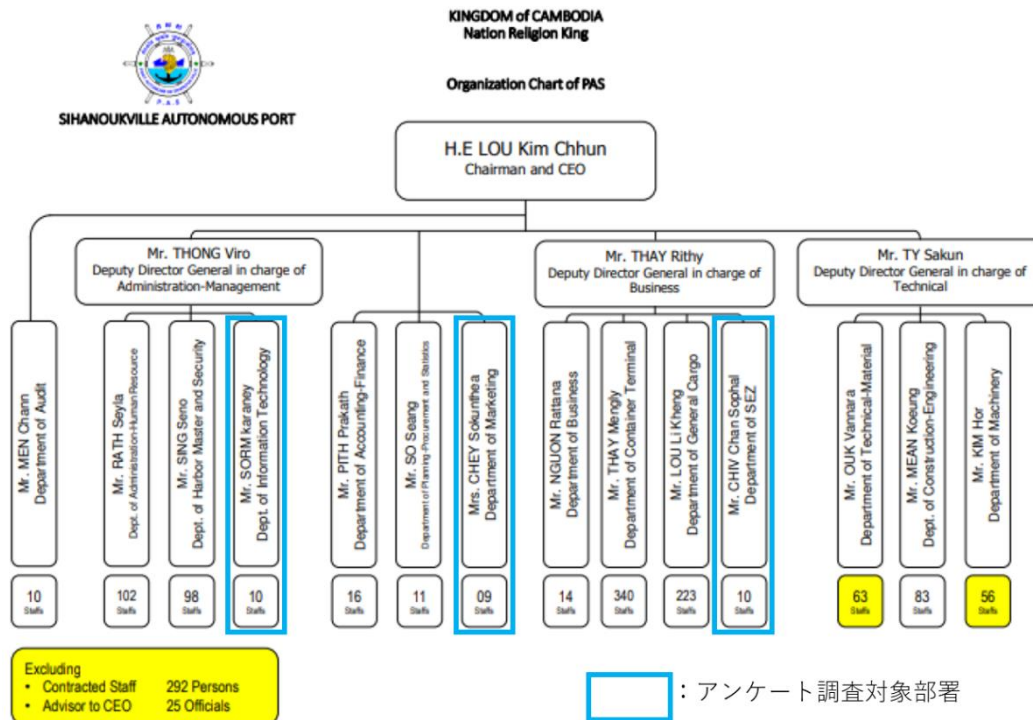 KINGDOM of CAMBODIA
Nation Religion King
Organization Chart of PAS
P.A.S
SIHANOUKVILLE AUTONOMOUS PORT
H.E LOU Kim Chhun
Chairman and CEO
Mr. THONG Viro
Deputy Director General in charge of
Administration-Management
Mr. THAY Rithy
Deputy Director General in charge of
Business
Mr. TY Sakun
Deputy Director General in charge of
Technical
Mr. MEN Chann
Department of Audit
Mr. RATH Seyla
Dept. of Administration-Human Resource
Mr. SING Seno
Dept. of Harbor Master and Security
Mr. SORM karaney
Dept. of Information Technology
Mr. PITH Prakath
Department of Accounting-Finance
Mr. SO Seang
Department of Planning-Procurement and Statistics
Mrs. CHEY Sokunthea
Department of Marketing
Mr. NGUON Rattana
Department of Business
Mr. THAY Mengly
Department of Container Terminal
Mr. LOU Li Kheng
Department of General Cargo
Mr. CHIV Chan Sophal
Department of SEZ
Mr. OUK Vannara
Department of Technical-Material
Mr. MEAN Koeung
Dept. of Construction-Engineering
Mr. KIM Hor
Department of Machinery
10
Staffs
102
Staffs
98
Staffs
10
Staffs
16
Staffs
11
Staffs
09
Staffs
14
Staffs
340
Staffs
223
Staffs
10
Staffs
63
Staffs
83
Staffs
56
Staffs
Excluding
• Contracted Staff 292 Persons
• Advisor to CEO 25 Officials
：アンケート調査対象部署